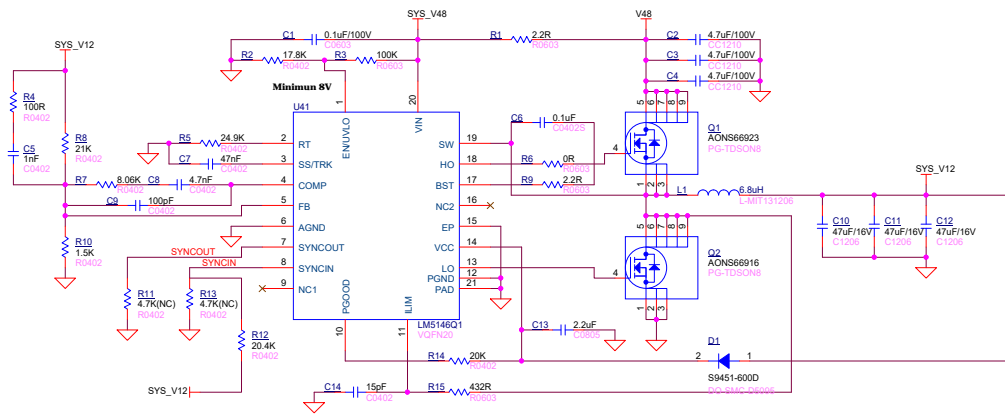 SYS_V48
V48
SYS_V12
C1
0.1uF/100V
C0603
R1
2.2R
R0603
C2
4.7uF/100V
CC1210
C3
4.7uF/100V
CC1210
C4
4.7uF/100V
CC1210
R2
17.8K
R0402
R3
100K
R0603
Minimun 8V
R4
100R
R0402
C5
1nF
C0402
R8
21K
R0402
R5
24.9K
R0402
C7
47nF
C0402
R7
8.06K
R0402
C8
4.7nF
C0402
C9
100pF
C0402
R10
1.5K
R0402
U41
1
EN/UVLO
20
VIN
2
RT
3
SS/TRK
4
COMP
5
FB
6
AGND
7
SYNCOUT
8
SYNCIN
9
NC1
10
PGOOD
11
ILIM
19
SW
18
HO
17
BST
16
NC2
15
EP
14
VCC
13
LO
12
PGND
21
PAD
LM5146Q1
VQFN20
SYNCOUT
SYNCIN
R11
4.7K(NC)
R0402
R13
4.7K(NC)
R0402
R12
20.4K
R0402
SYS_V12
C6
0.1uF
C0402S
R6
0R
R0603
R9
2.2R
R0603
5
6
7
8
9
4
1
2
3
Q1
AONS66923
PG-TDSON8
L1
6.8uH
L-MIT131206
5
6
7
8
9
4
1
2
3
Q2
AONS66916
PG-TDSON8
SYS_V12
C10
47uF/16V
C1206
C11
47uF/16V
C1206
C12
47uF/16V
C1206
C13
2.2uF
C0805
R14
20K
R0402
D1
2
1
S9451-600D
C14
15pF
C0402
R15
432R
R0603